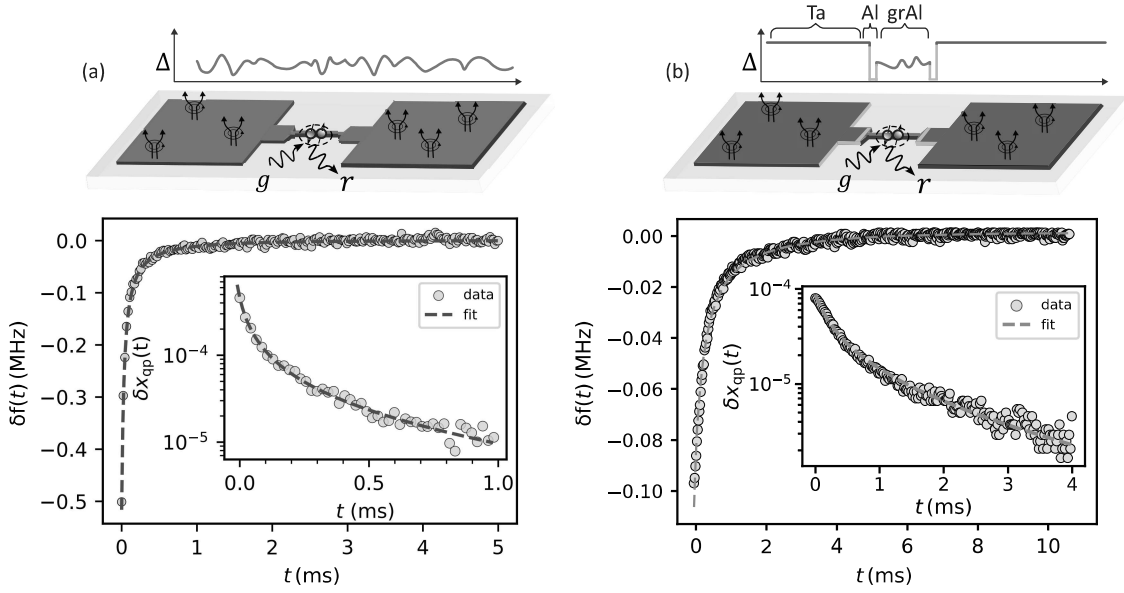 (a)
Δ
g
r
δf(t) (MHz)
0.0
−0.1
−0.2
−0.3
−0.4
−0.5
0
1
2
3
4
5
t (ms)
δxqp(t)
10−4
10−5
0.0
0.5
1.0
t (ms)
data
fit
(b)
Ta
Al
grAl
Δ
g
r
δf(t) (MHz)
0.00
−0.02
−0.04
−0.06
−0.08
−0.10
0
2
4
6
8
10
t (ms)
δxqp(t)
10−4
10−5
0
1
2
3
4
t (ms)
data
fit